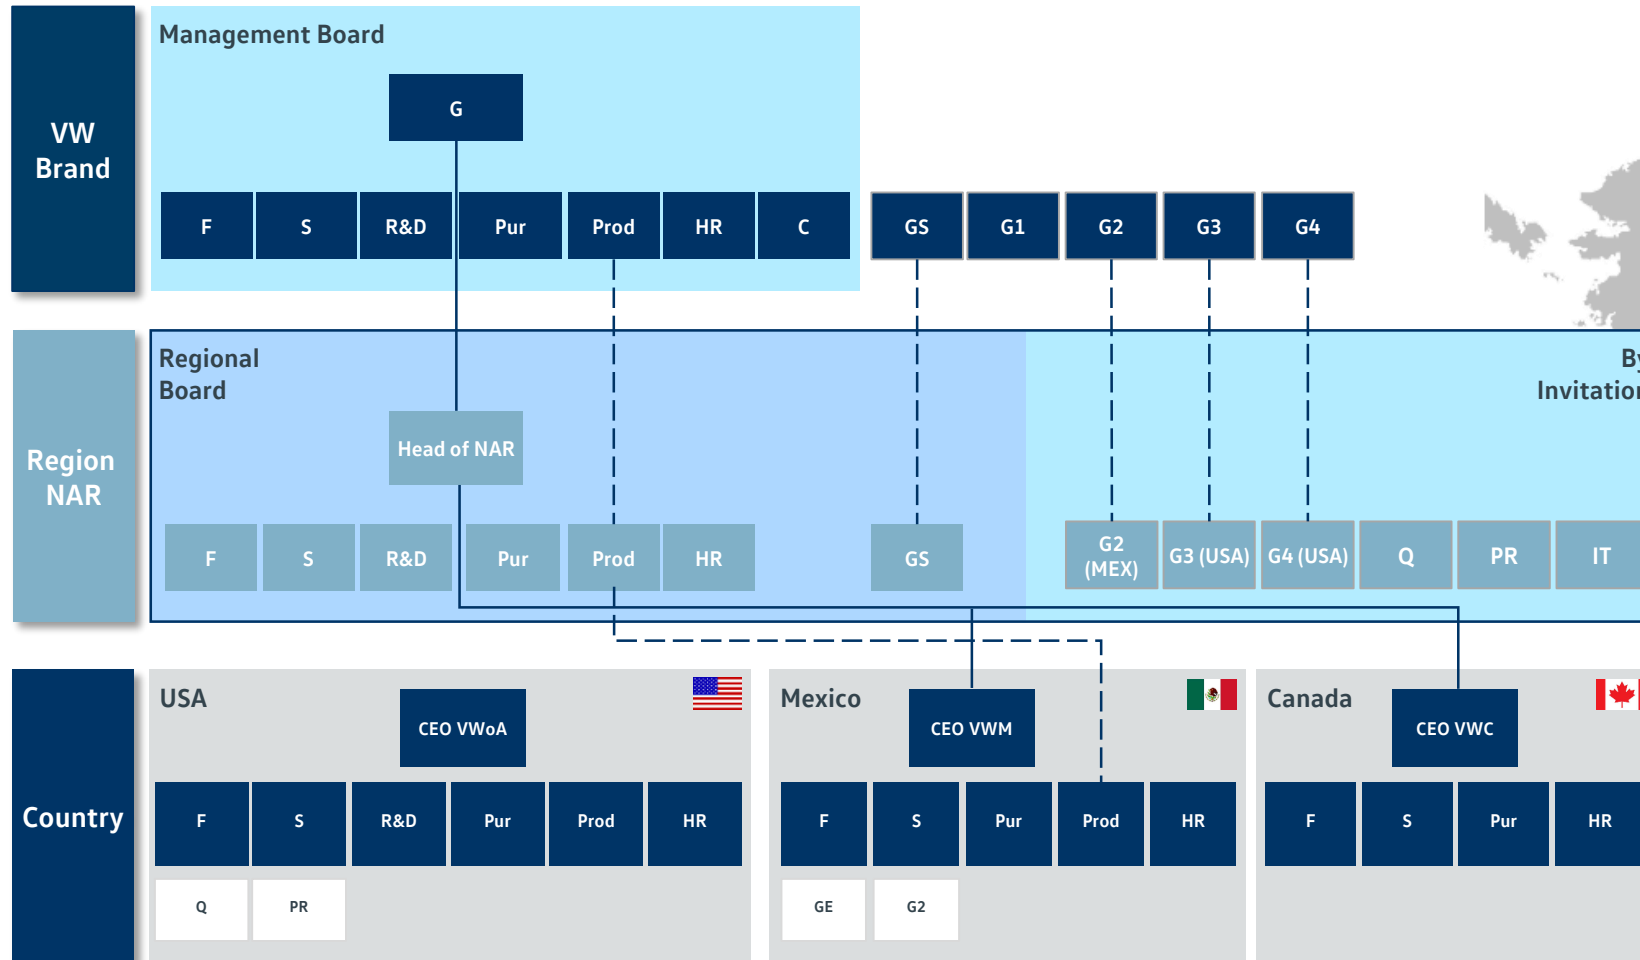 Management Board
VW
Brand
G
F
S
R&D
Pur
Prod
HR
C
GS
G1
G2
G3
G4
Regional
Board
By
Invitation
Region
NAR
Head of NAR
F
S
R&D
Pur
Prod
HR
GS
G2
(MEX)
G3 (USA)
G4 (USA)
Q
PR
IT
Country
USA
CEO VWoA
F
S
R&D
Pur
Prod
HR
Q
PR
Mexico
CEO VWM
F
S
Pur
Prod
HR
GE
G2
Canada
CEO VWC
F
S
Pur
HR